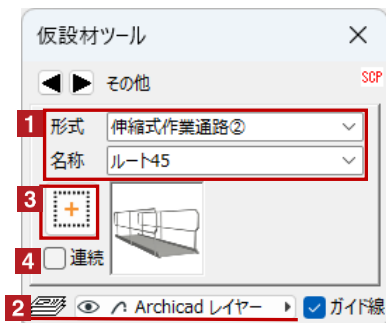 仮設材ツール
その他
SCP
1 形式 伸縮式作業通路②
名称 ルート45
3
4 連続
2 Archicad レイヤー ガイド線